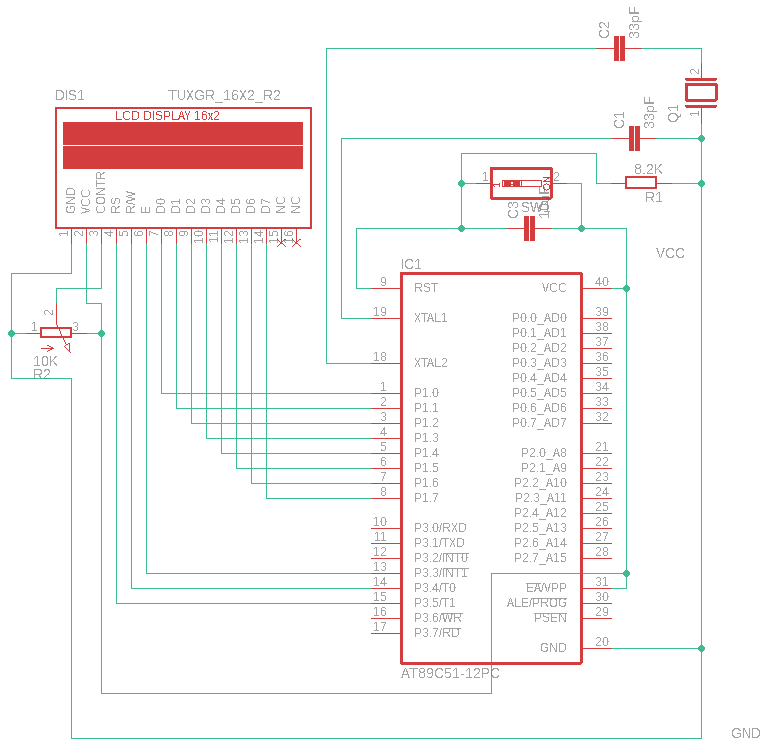 C2
33pF
2
Q1
1
C1
33pF
DIS1
TUXGR_16X2_R2
LCD DISPLAY 16x2
GND
VCC
CONTR
RS
R/W
E
D0
D1
D2
D3
D4
D5
D6
D7
NC
NC
1
2
3
4
5
6
7
8
9
10
11
12
13
14
15
16
1
1
ON
2
8.2K
R1
C3
SW
VCC
2
1
3
10K
R2
IC1
9 RST VCC 40
19 XTAL1 P0.0_AD0 39
P0.1_AD1 38
P0.2_AD2 37
18 XTAL2 P0.3_AD3 36
P0.4_AD4 35
1 P1.0 P0.5_AD5 34
2 P1.1 P0.6_AD6 33
3 P1.2 P0.7_AD7 32
4 P1.3
5 P1.4 P2.0_A8 21
6 P1.5 P2.1_A9 22
7 P1.6 P2.2_A10 23
8 P1.7 P2.3_A11 24
P2.4_A12 25
10 P3.0/RXD P2.5_A13 26
11 P3.1/TXD P2.6_A14 27
12 P3.2/INT0 P2.7_A15 28
13 P3.3/INT1
14 P3.4/T0 EA/VPP 31
15 P3.5/T1 ALE/PROG 30
16 P3.6/WR PSEN 29
17 P3.7/RD
GND 20
AT89C51-12PC
GND